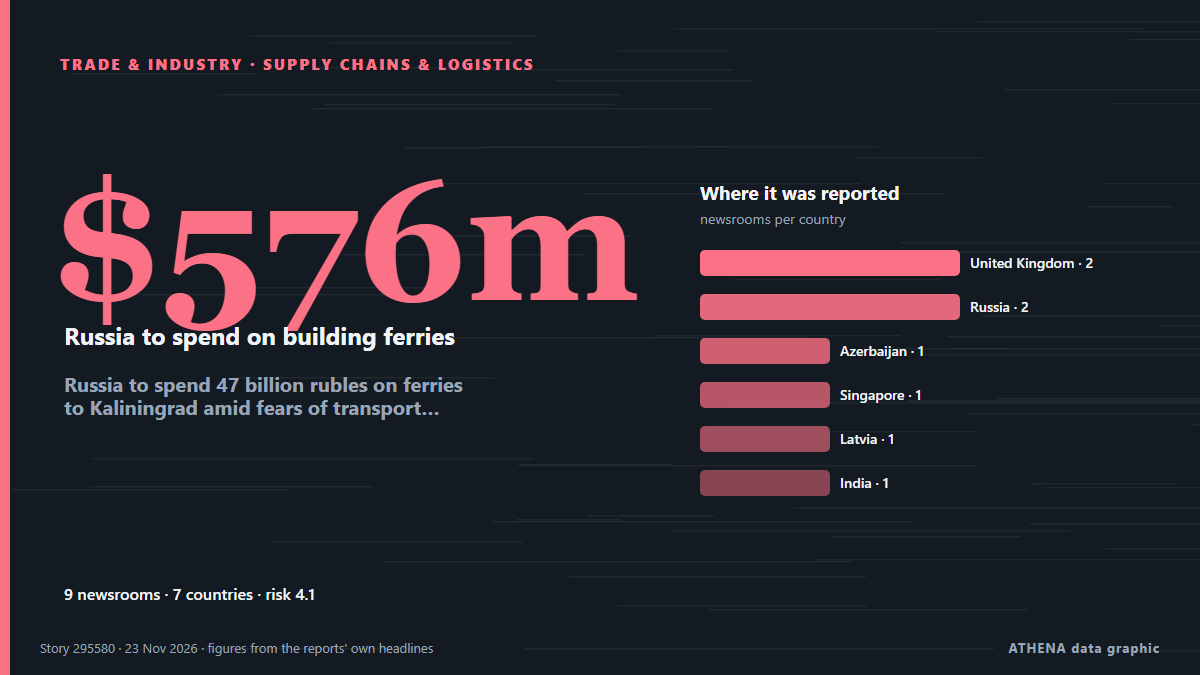 TRADE & INDUSTRY · SUPPLY CHAINS & LOGISTICS
$576m
Russia to spend on building ferries
Russia to spend 47 billion rubles on ferries
to Kaliningrad amid fears of transport…
Where it was reported
newsrooms per country
United Kingdom · 2
Russia · 2
Azerbaijan · 1
Singapore · 1
Latvia · 1
India · 1
9 newsrooms · 7 countries · risk 4.1
Story 295580 · 23 Nov 2026 · figures from the reports' own headlines
ATHENA data graphic